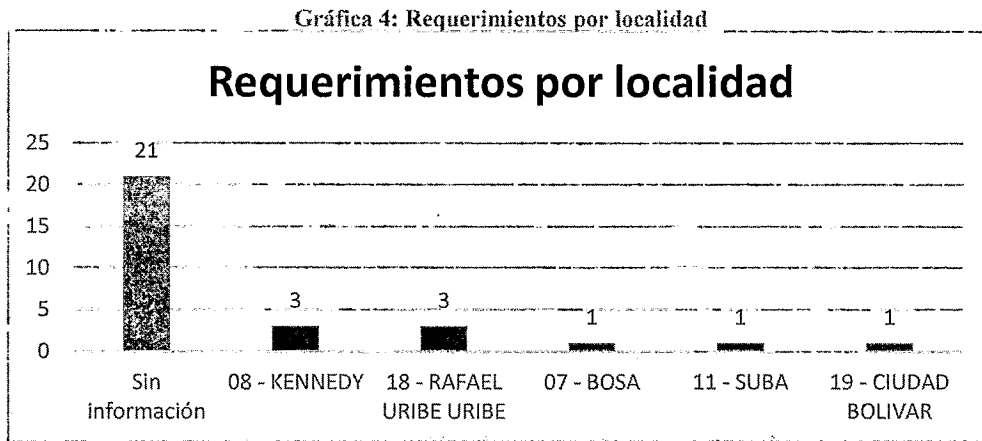 Gráfica 4: Requerimientos por localidad
Requerimientos por localidad
25
20
15
10
5
0
21
3
3
1
1
1
Sin información
08 - KENNEDY
18 - RAFAEL URIBE URIBE
07 - BOSA
11 - SUBA
19 - CIUDAD BOLIVAR